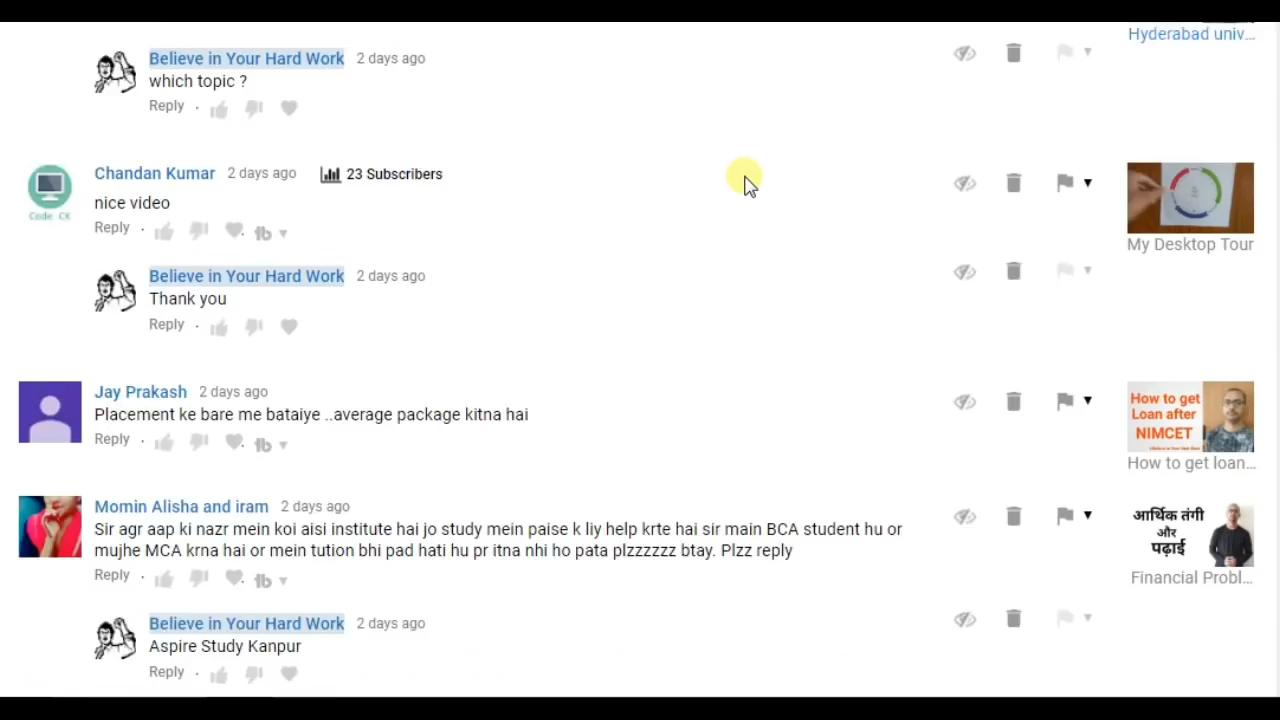 Hyderabad univ...
Believe in Your Hard Work 2 days ago
which topic ?
Reply
Chandan Kumar 2 days ago 23 Subscribers
nice video
Reply
Code CK
My Desktop Tour
Believe in Your Hard Work 2 days ago
Thank you
Reply
Jay Prakash 2 days ago
Placement ke bare me bataiye ..average package kitna hai
Reply
How to get
Loan after
NIMCET
How to get loan...
Momin Alisha and iram 2 days ago
Sir agr aap ki nazr mein koi aisi institute hai jo study mein paise k liy help krte hai sir main BCA student hu or
mujhe MCA krna hai or mein tution bhi pad hati hu pr itna nhi ho pata plzzzzzz btay. Plzz reply
Reply
आर्थिक तंगी
और
पढ़ाई
Financial Probl...
Believe in Your Hard Work 2 days ago
Aspire Study Kanpur
Reply